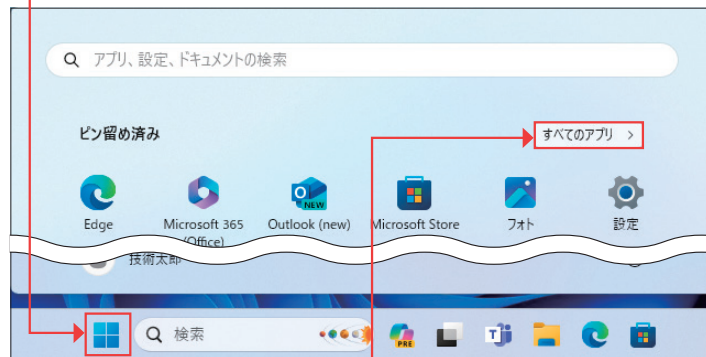 アプリ、設定、ドキュメントの検索
ピン留め済み
すべてのアプリ >
Edge
Microsoft 365
(Office)
Outlook (new)
Microsoft Store
フォト
設定
O
NEW
技術太郎
検索
PRE
T